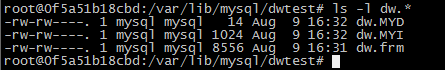 root@0f5a51b18cbd:/var/lib/mysql/dwtest# ls -l dw.*
-rw-rw----. 1 mysql mysql   14 Aug  9 16:32 dw.MYD
-rw-rw----. 1 mysql mysql 1024 Aug  9 16:32 dw.MYI
-rw-rw----. 1 mysql mysql 8556 Aug  9 16:31 dw.frm
root@0f5a51b18cbd:/var/lib/mysql/dwtest#